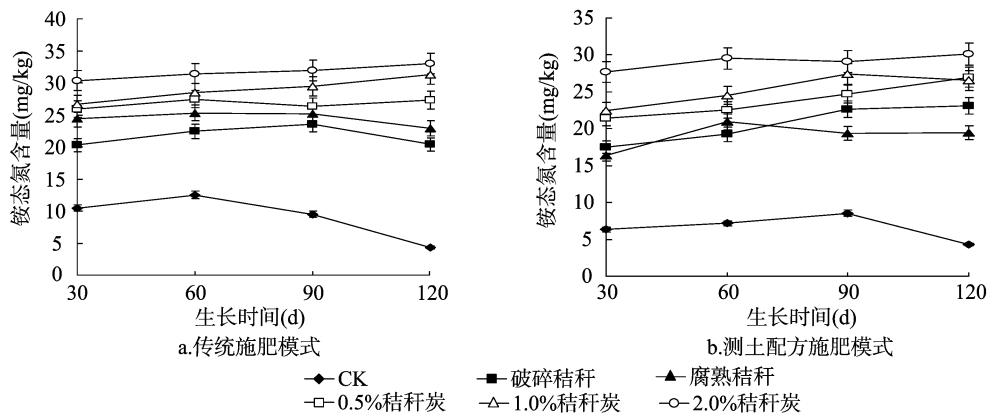 铵态氮含量(mg/kg)
40
35
30
25
20
15
10
5
0
30 60 90 120
生长时间(d)
a.传统施肥模式
铵态氮含量(mg/kg)
35
30
25
20
15
10
5
0
30 60 90 120
生长时间(d)
b.测土配方施肥模式
CK 破碎秸秆 腐熟秸秆
0.5%秸秆炭 1.0%秸秆炭 2.0%秸秆炭